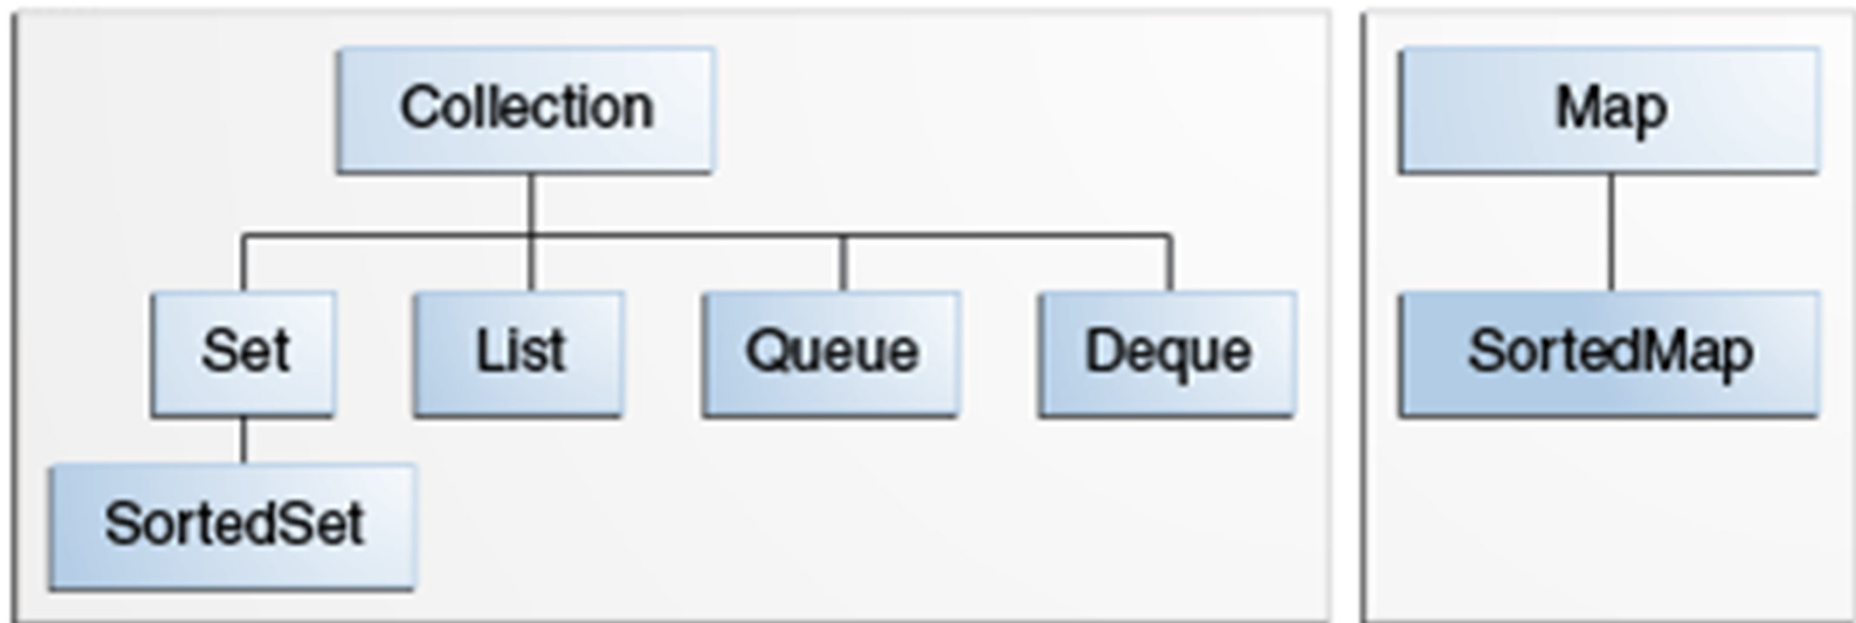 Collection
Map
Set
List
Queue
Deque
SortedMap
SortedSet